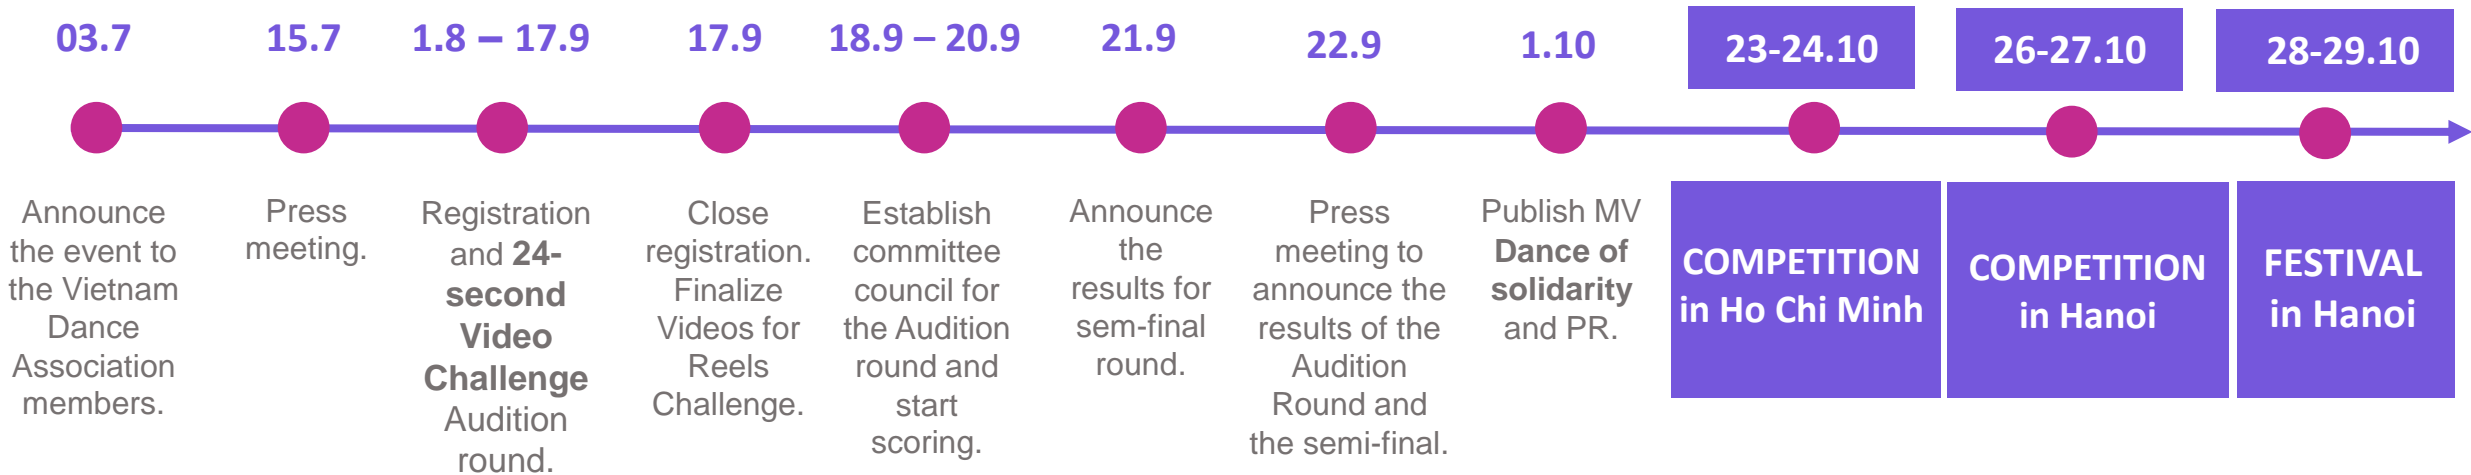 03.7
Announce
the event to
the Vietnam
Dance
Association
members.
15.7
Press
meeting.
1.8 – 17.9
Registration
and 24-
second
Video
Challenge
Audition
round.
17.9
Close
registration.
Finalize
Videos for
Reels
Challenge.
18.9 – 20.9
Establish
committee
council for
the Audition
round and
start
scoring.
21.9
Announce
the
results for
sem-final
round.
22.9
Press
meeting to
announce the
results of the
Audition
Round and
the semi-final.
1.10
Publish MV
Dance of
solidarity
and PR.
23-24.10
COMPETITION
in Ho Chi Minh
26-27.10
COMPETITION
in Hanoi
28-29.10
FESTIVAL
in Hanoi